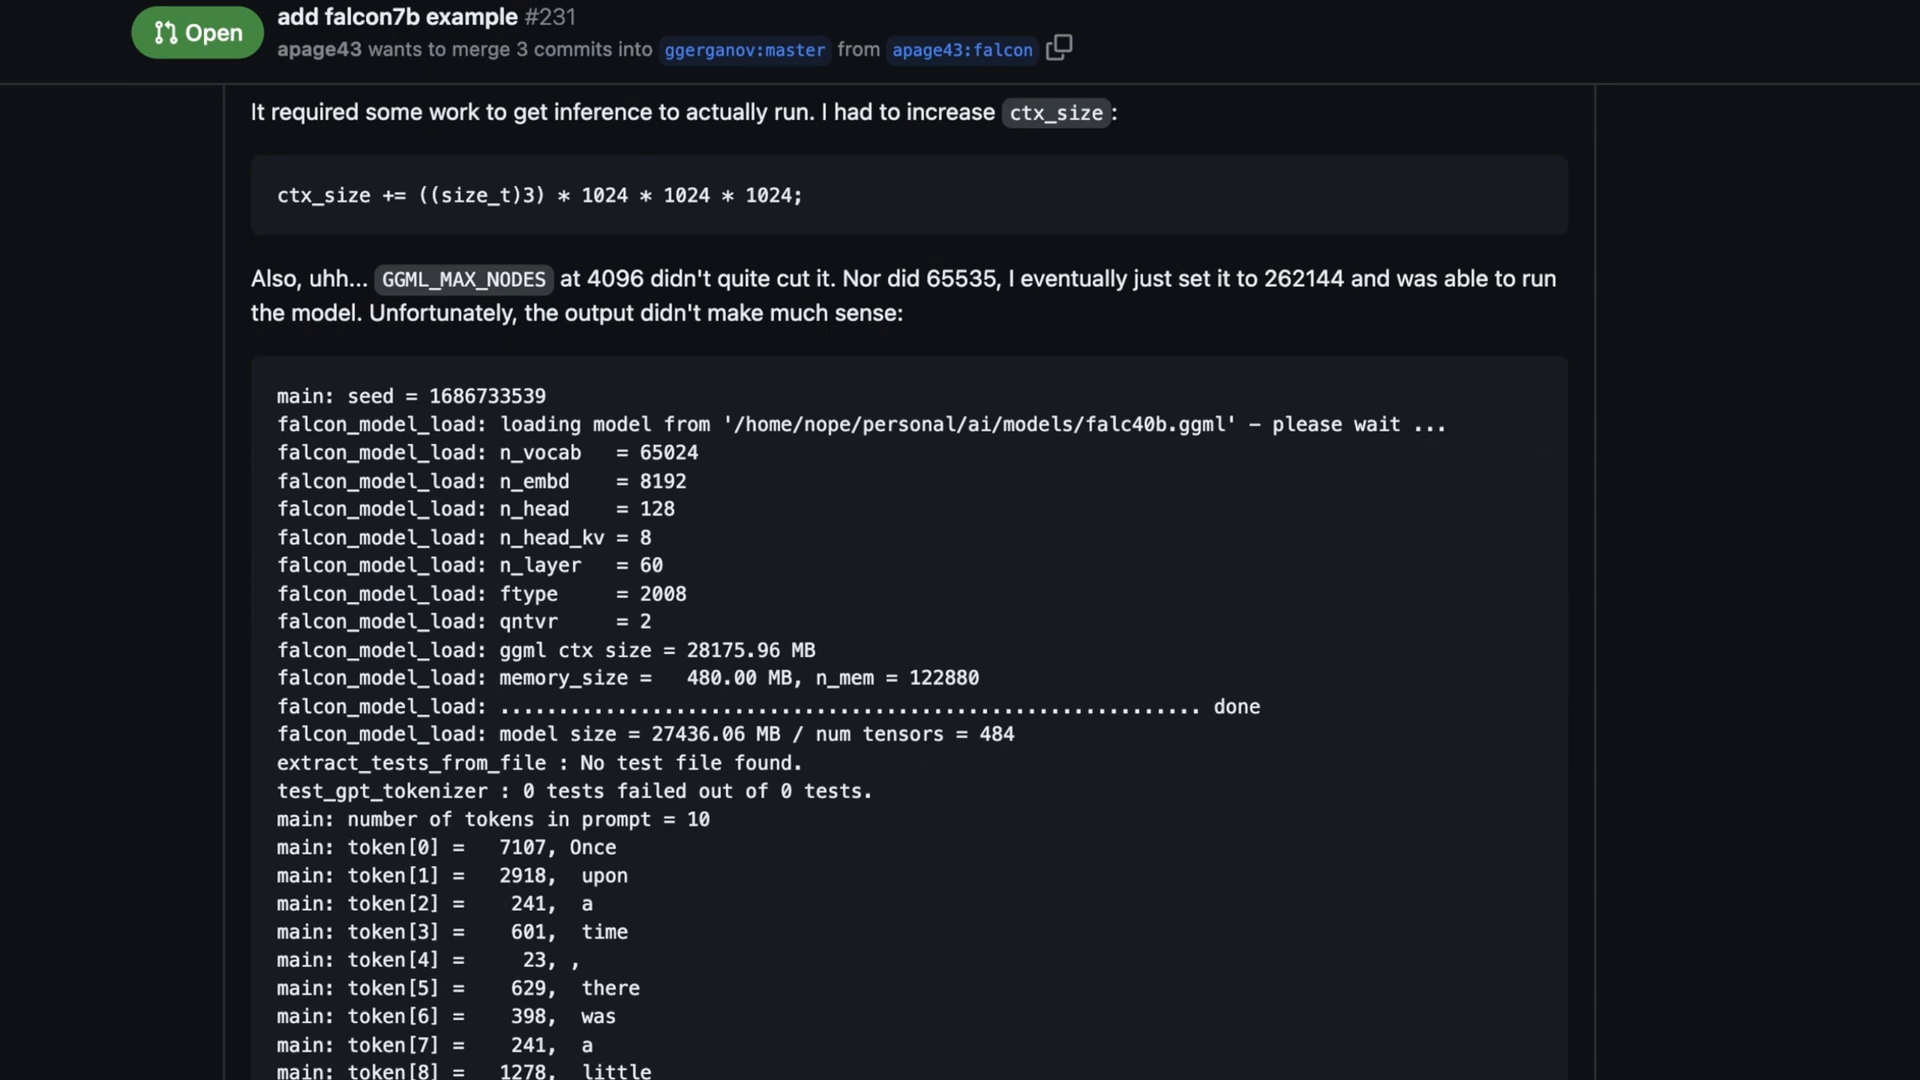 Open
add falcon7b example #231
apage43 wants to merge 3 commits into ggerganov:master from apage43:falcon
It required some work to get inference to actually run. I had to increase ctx_size:
ctx_size += ((size_t)3) * 1024 * 1024 * 1024;
Also, uhh... GGML_MAX_NODES at 4096 didn't quite cut it. Nor did 65535, I eventually just set it to 262144 and was able to run
the model. Unfortunately, the output didn't make much sense:
main: seed = 1686733539
falcon_model_load: loading model from '/home/nope/personal/ai/models/falc40b.ggml' - please wait ...
falcon_model_load: n_vocab   = 65024
falcon_model_load: n_embd    = 8192
falcon_model_load: n_head    = 128
falcon_model_load: n_head_kv = 8
falcon_model_load: n_layer   = 60
falcon_model_load: ftype     = 2008
falcon_model_load: qntvr     = 2
falcon_model_load: ggml ctx size = 28175.96 MB
falcon_model_load: memory_size =   480.00 MB, n_mem = 122880
falcon_model_load: ............................................................ done
falcon_model_load: model size = 27436.06 MB / num tensors = 484
extract_tests_from_file : No test file found.
test_gpt_tokenizer : 0 tests failed out of 0 tests.
main: number of tokens in prompt = 10
main: token[0] =   7107, Once
main: token[1] =   2918,  upon
main: token[2] =    241,  a
main: token[3] =    601,  time
main: token[4] =     23, ,
main: token[5] =    629,  there
main: token[6] =    398,  was
main: token[7] =    241,  a
main: token[8] =   1278,  little